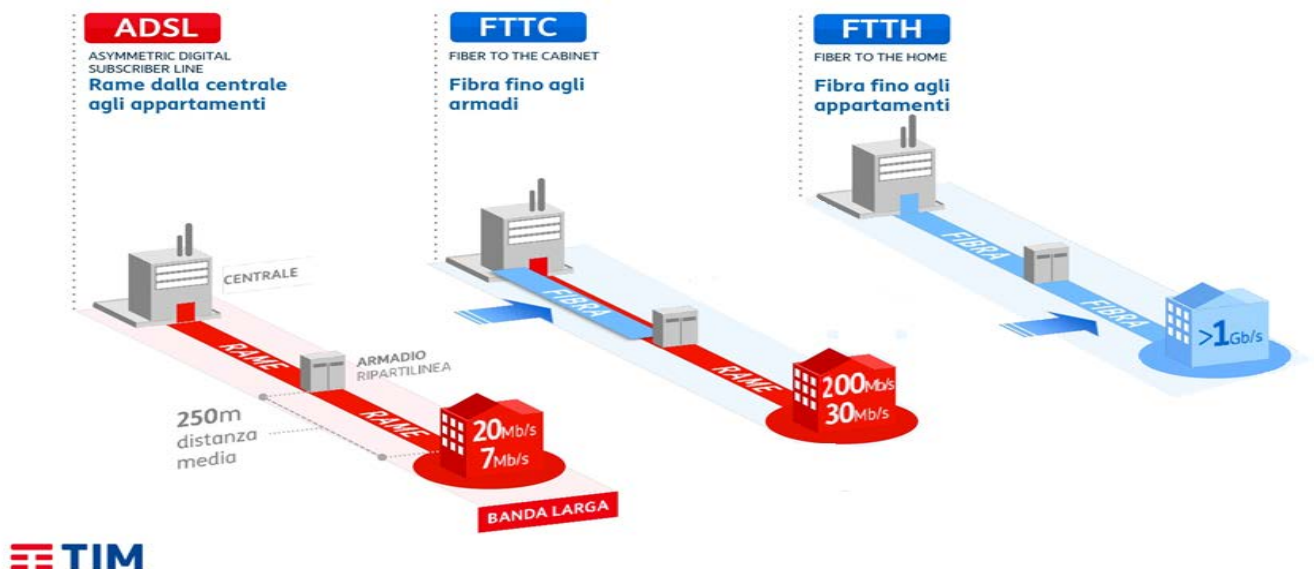 ADSL
ASYMMETRIC DIGITAL
SUBSCRIBER LINE
Rame dalla centrale
agli appartamenti
CENTRALE
RAME
ARMADIO
RIPARTILINEA
RAME
250m
distanza
media
20Mb/s
7Mb/s
BANDA LARGA
FTTC
FIBER TO THE CABINET
Fibra fino agli
armadi
FIBRA
RAME
200Mb/s
30Mb/s
FTTH
FIBER TO THE HOME
Fibra fino agli
appartamenti
FIBRA
FIBRA
>1Gb/s
TIM